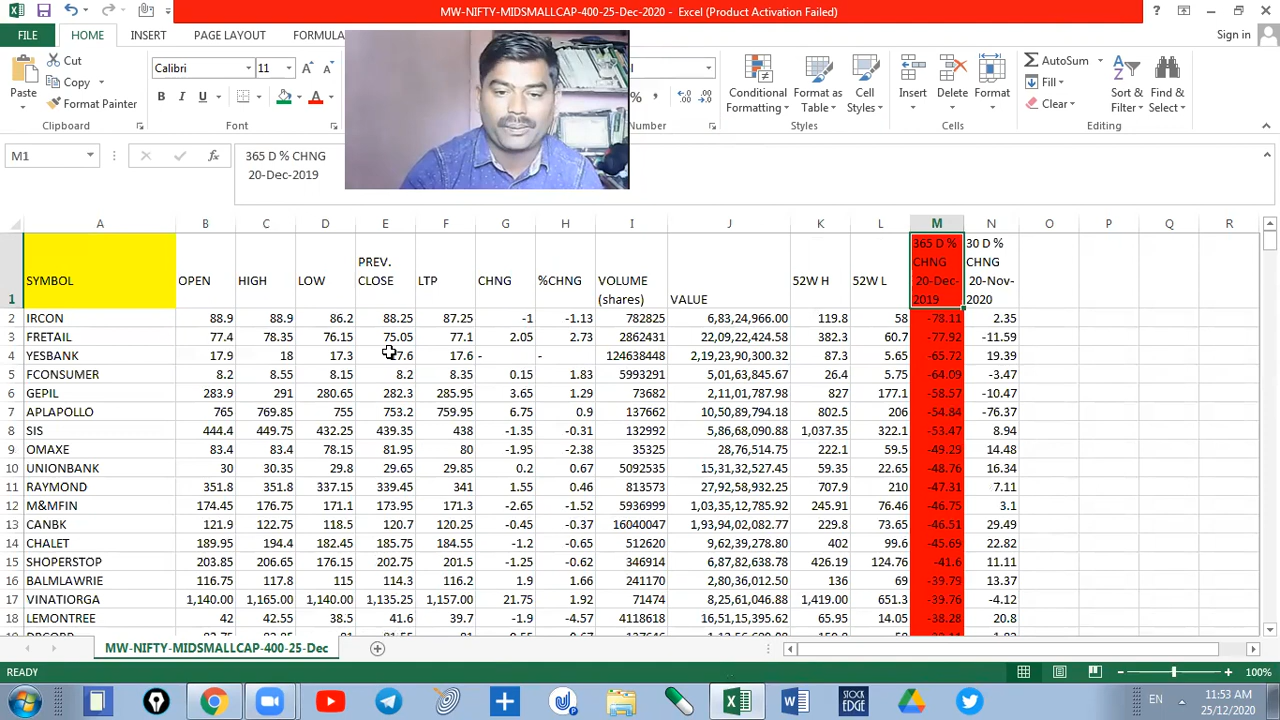 MW-NIFTY-MIDSMALLCAP-400-25-Dec-2020 - Excel (Product Activation Failed)
FILE HOME INSERT PAGE LAYOUT FORMULA
Sign in
Cut
Copy
Format Painter
Paste
Clipboard
Calibri 11
B I U
Font
Number
Conditional Formatting
Format as Table
Cell Styles
Styles
Insert Delete Format
Cells
AutoSum
Fill
Clear
Sort & Filter
Find & Select
Editing
M1
fx
365 D % CHNG
20-Dec-2019
A B C D E F G H I J K L M N O P Q R
1 SYMBOL OPEN HIGH LOW PREV. CLOSE LTP CHNG %CHNG VOLUME (shares) VALUE 52W H 52W L 365 D % CHNG 20-Dec-2019 30 D % CHNG 20-Nov-2020
2 IRCON 88.9 88.9 86.2 88.25 87.25 -1 -1.13 782825 6,83,24,966.00 119.8 58 -78.11 2.35
3 FRETAIL 77.4 78.35 76.15 75.05 77.1 2.05 2.73 2862431 22,09,22,424.58 382.3 60.7 -77.92 -11.59
4 YESBANK 17.9 18 17.3 17.6 17.6 - - 124638448 2,19,23,90,300.32 87.3 5.65 -65.72 19.39
5 FCONSUMER 8.2 8.55 8.15 8.2 8.35 0.15 1.83 5993291 5,01,63,845.67 26.4 5.75 -64.09 -3.47
6 GEPIL 283.9 291 280.65 282.3 285.95 3.65 1.29 73682 2,11,01,787.98 827 177.1 -58.57 -10.47
7 APLAPOLLO 765 769.85 755 753.2 759.95 6.75 0.9 137662 10,50,89,794.18 802.5 206 -54.84 -76.37
8 SIS 444.4 449.75 432.25 439.35 438 -1.35 -0.31 132992 5,86,68,090.88 1,037.35 322.1 -53.47 8.94
9 OMAXE 83.4 83.4 78.15 81.95 80 -1.95 -2.38 35325 28,76,514.75 222.1 59.5 -49.29 14.48
10 UNIONBANK 30 30.35 29.8 29.65 29.85 0.2 0.67 5092535 15,31,32,527.45 59.35 22.65 -48.76 16.34
11 RAYMOND 351.8 351.8 337.15 339.45 341 1.55 0.46 813573 27,92,58,932.25 707.9 210 -47.31 7.11
12 M&MFIN 174.45 176.75 171.1 173.95 171.3 -2.65 -1.52 5936999 1,03,35,12,785.92 245.91 76.46 -46.75 3.1
13 CANBK 121.9 122.75 118.5 120.7 120.25 -0.45 -0.37 16040047 1,93,94,02,082.77 229.8 73.65 -46.51 29.49
14 CHALET 189.95 194.4 182.45 185.75 184.55 -1.2 -0.65 512620 9,62,39,278.80 402 99.6 -45.69 22.82
15 SHOPERSTOP 203.85 206.65 176.15 202.75 201.5 -1.25 -0.62 346914 6,87,82,638.78 426.19 124.76 -41.6 11.11
16 BALMLAWRIE 116.75 117.8 115 114.3 116.2 1.9 1.66 241170 2,80,36,012.50 136 69 -39.79 13.37
17 VINATIORGA 1,140.00 1,165.00 1,140.00 1,135.25 1,157.00 21.75 1.92 71474 8,25,61,046.88 1,419.00 651.3 -39.76 -4.12
18 LEMONTREE 42 42.55 38.5 41.6 39.7 -1.9 -4.57 4118618 16,51,15,395.62 65.95 14.05 -38.28 20.8
MW-NIFTY-MIDSMALLCAP-400-25-Dec
READY
100%
STOCK EDGE
EN
11:53 AM
25/12/2020